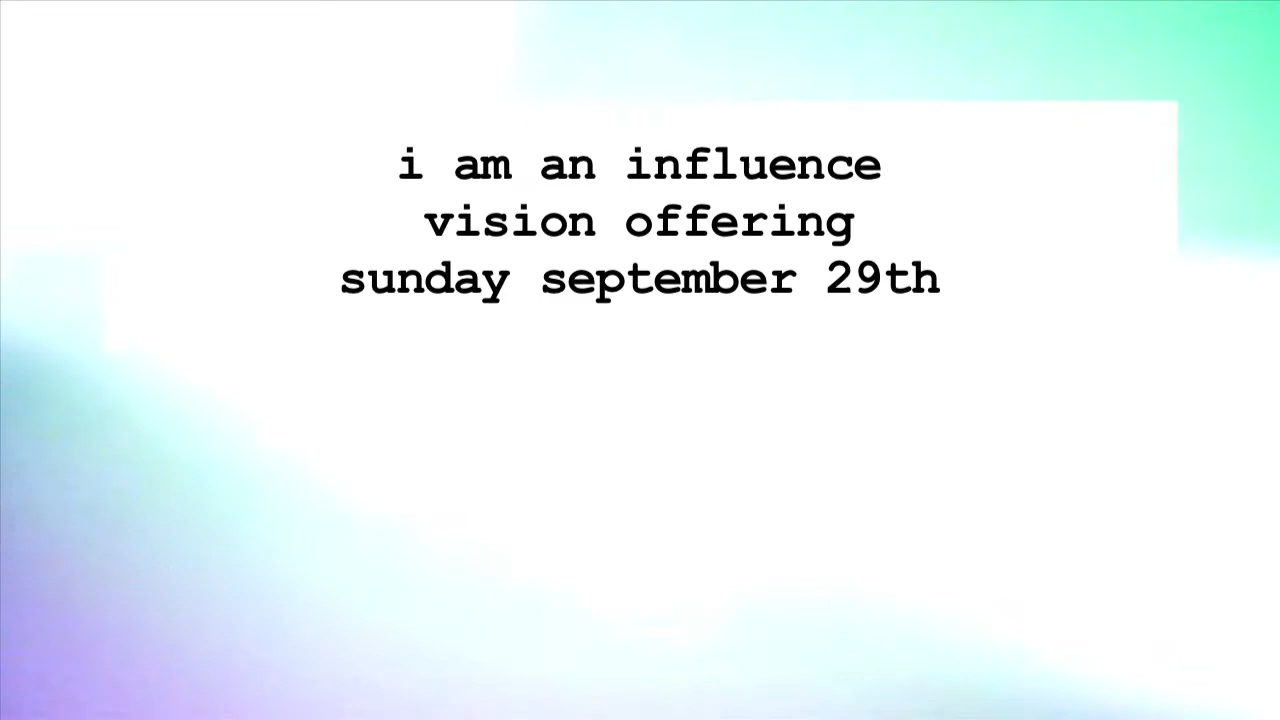 i am an influence
vision offering
sunday september 29th